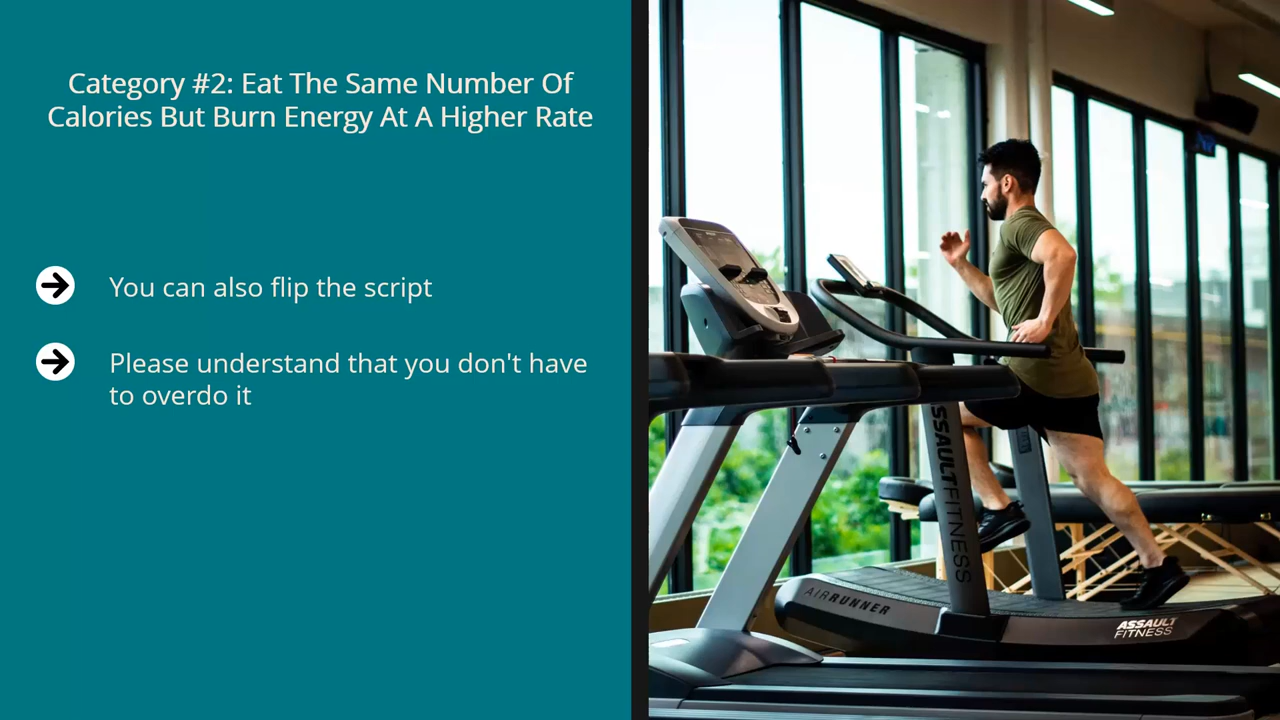 Category #2: Eat The Same Number Of
Calories But Burn Energy At A Higher Rate
You can also flip the script
Please understand that you don't have
to overdo it
ASSAULT FITNESS
AIRRUNNER
ASSAULT
FITNESS